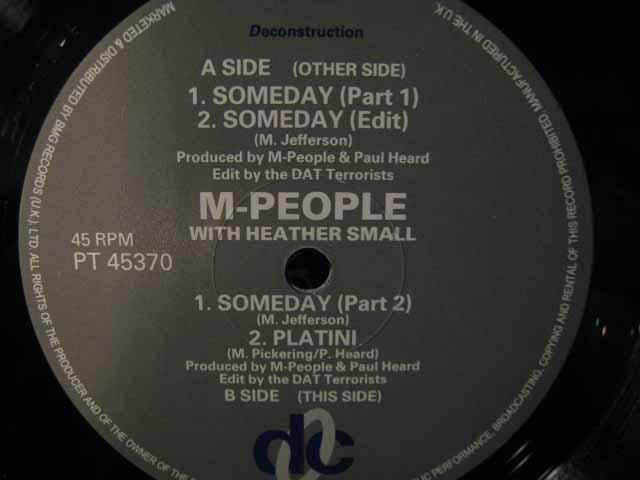 Deconstruction
A SIDE (OTHER SIDE)
1. SOMEDAY (Part 1)
2. SOMEDAY (Edit)
(M. Jefferson)
Produced by M-People & Paul Heard
Edit by the DAT Terrorists
M-PEOPLE
WITH HEATHER SMALL
45 RPM
PT 45370
1. SOMEDAY (Part 2)
(M. Jefferson)
2. PLATINI
(M. Pickering/P. Heard)
Produced by M-People & Paul Heard
Edit by the DAT Terrorists
B SIDE (THIS SIDE)
dc
MARKETED & DISTRIBUTED BY BMG RECORDS (U.K.) LTD. ALL RIGHTS OF THE PRODUCER AND OF THE OWNER OF THE
PERFORMANCE, BROADCASTING, COPYING AND RENTAL OF THIS RECORD PROHIBITED. MANUFACTURED IN THE U.K.